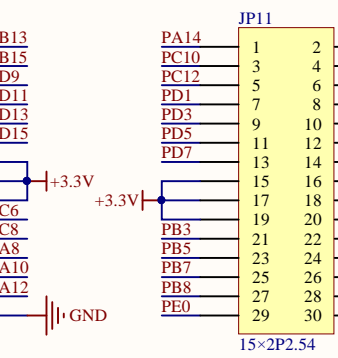 JP11
B13 PA14 1 2
B15 PC10 3 4
D9 PC12 5 6
D11 PD1 7 8
D13 PD3 9 10
D15 PD5 11 12
PD7 13 14
+3.3V 15 16
+3.3V 17 18
C6 19 20
C8 PB3 21 22
A8 PB5 23 24
A10 PB7 25 26
A12 PB8 27 28
GND PE0 29 30
15×2P2.54